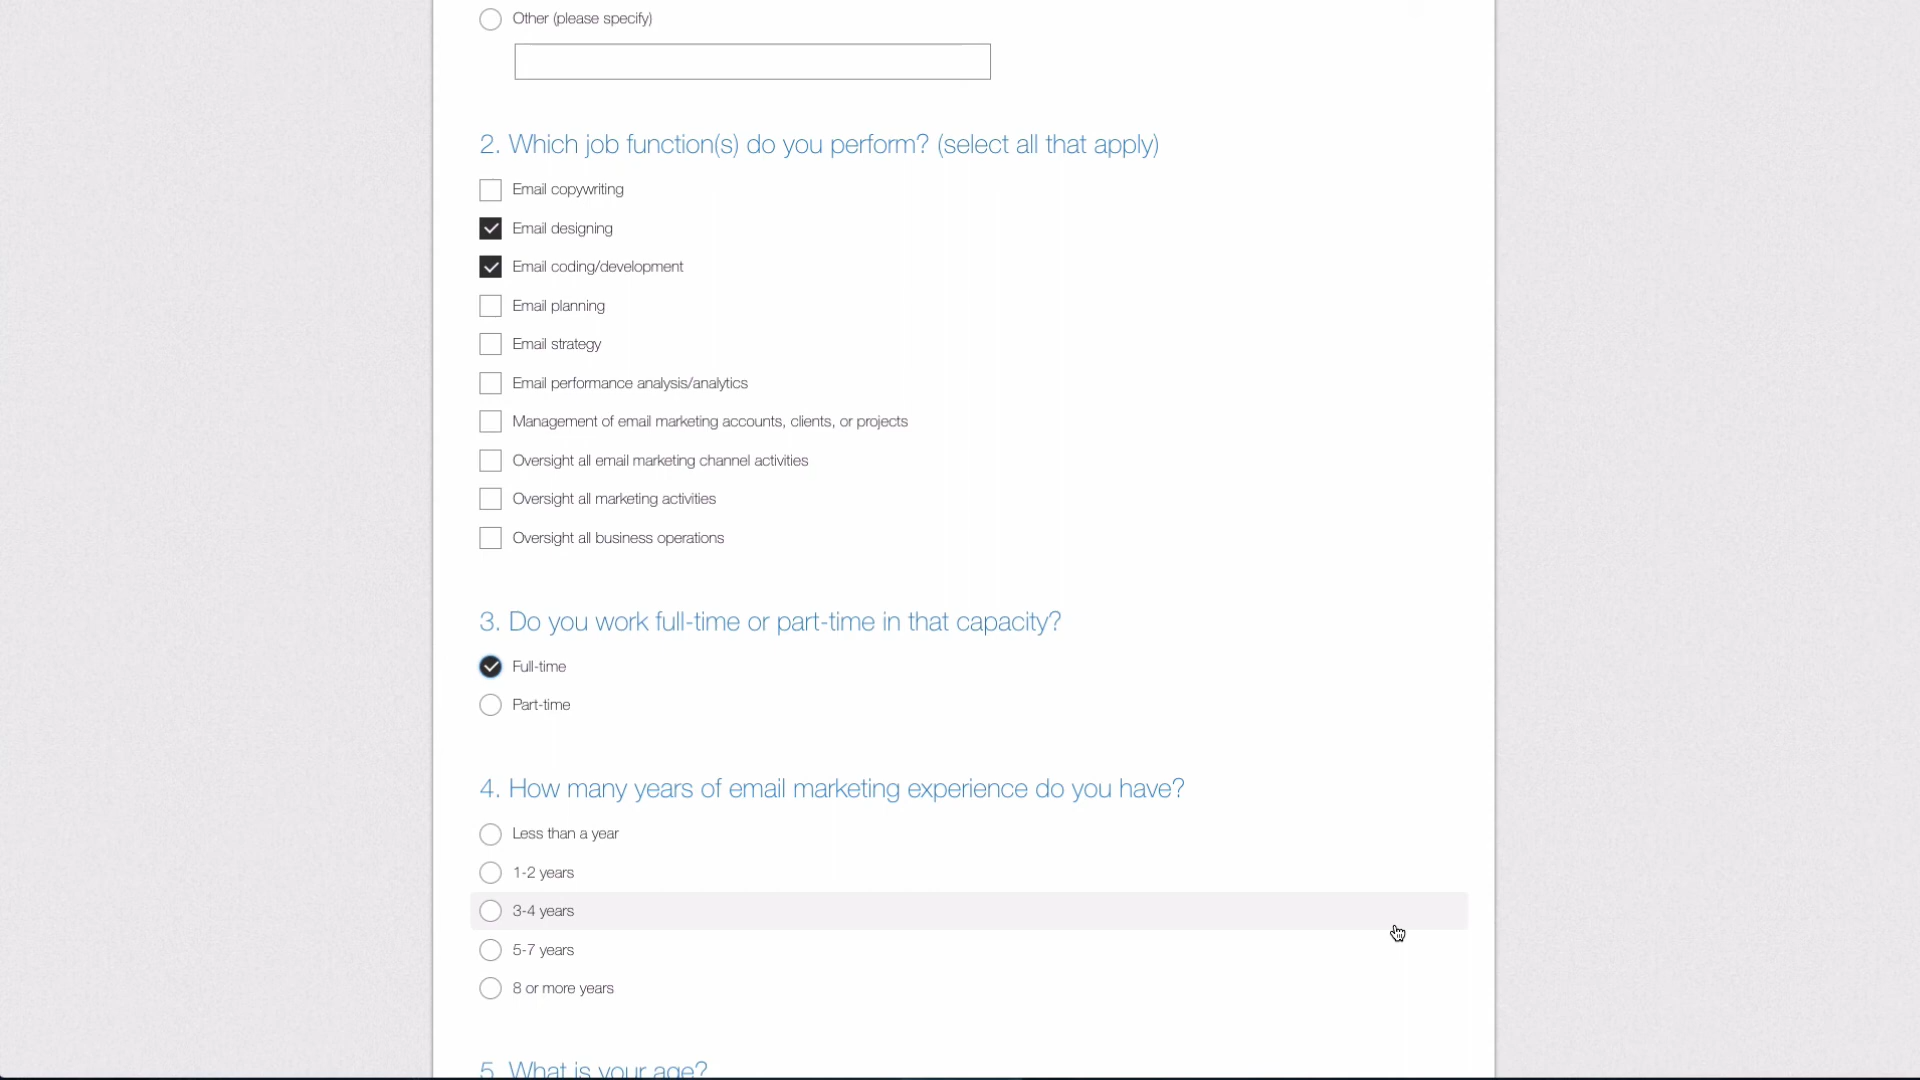 Other (please specify)
2. Which job function(s) do you perform? (select all that apply)
Email copywriting
Email designing
Email coding/development
Email planning
Email strategy
Email performance analysis/analytics
Management of email marketing accounts, clients, or projects
Oversight all email marketing channel activities
Oversight all marketing activities
Oversight all business operations
3. Do you work full-time or part-time in that capacity?
Full-time
Part-time
4. How many years of email marketing experience do you have?
Less than a year
1-2 years
3-4 years
5-7 years
8 or more years
5. What is your age?